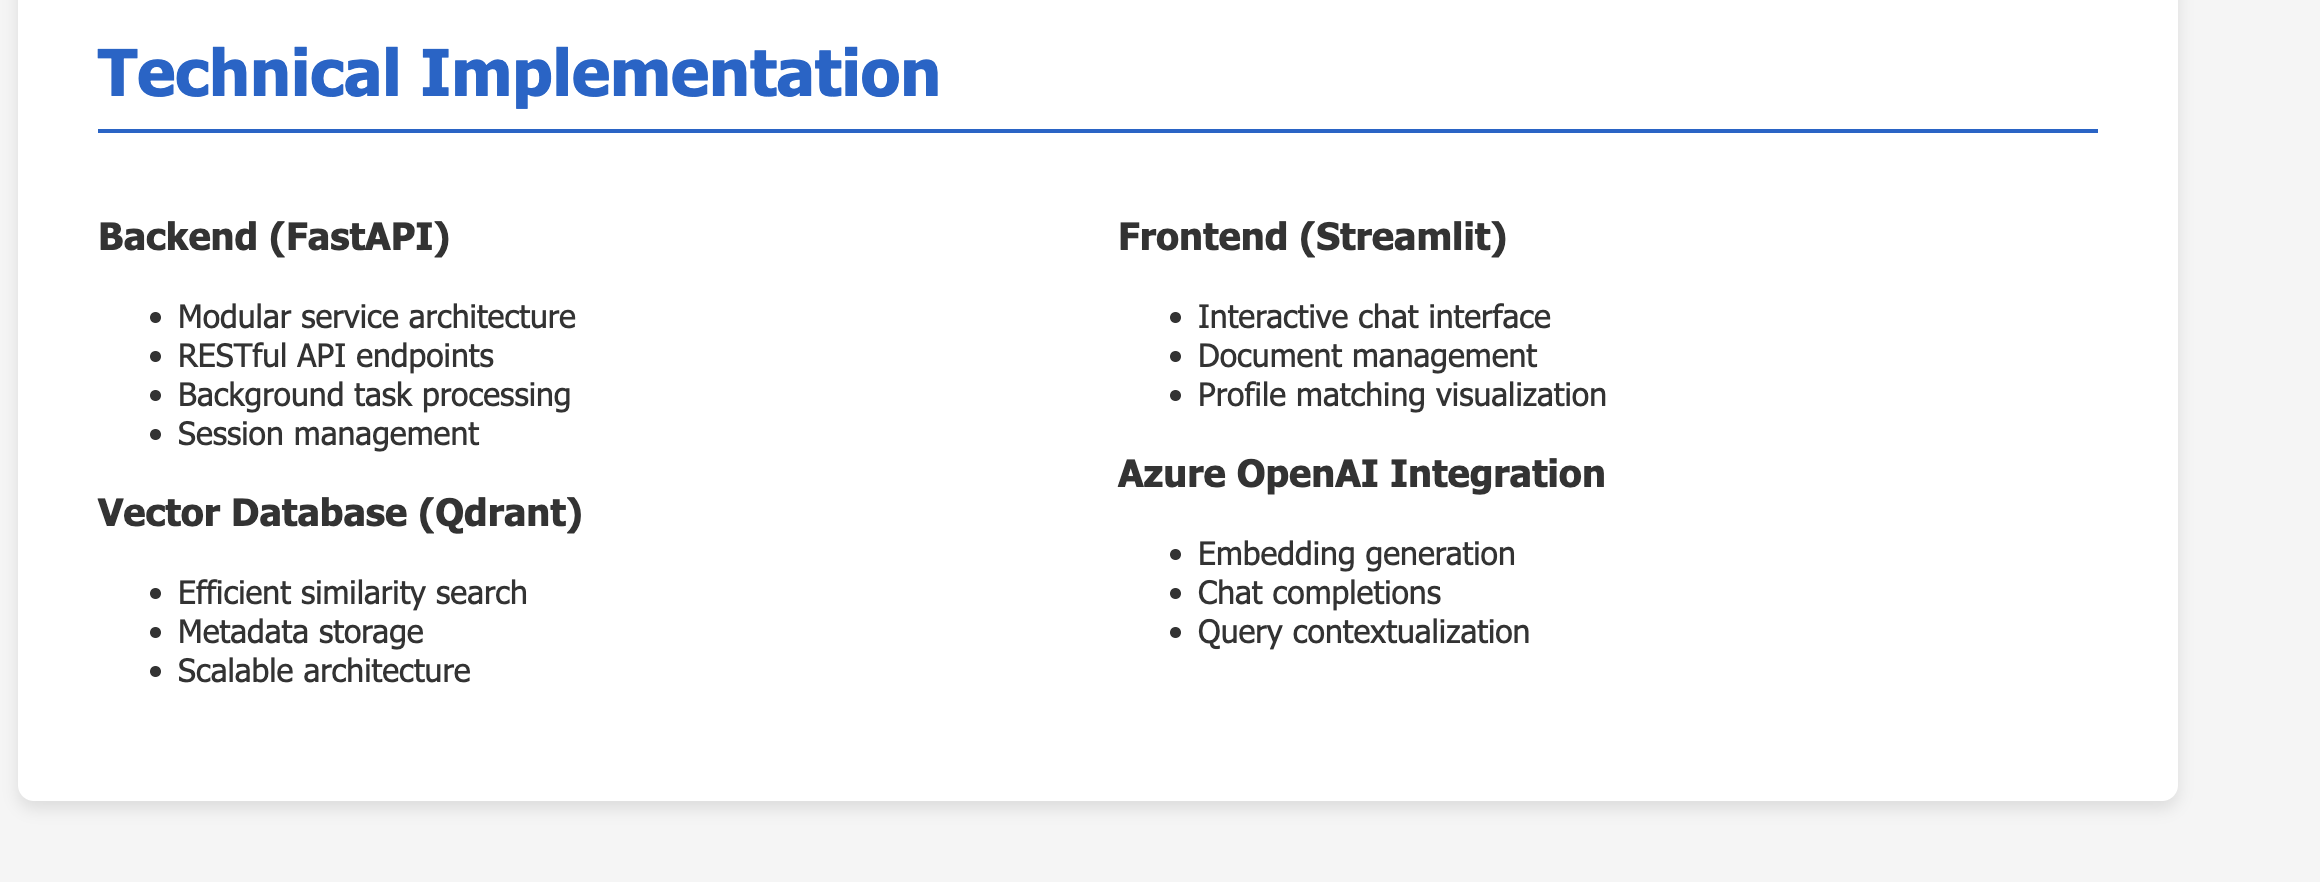 Technical Implementation
Backend (FastAPI)
• Modular service architecture
• RESTful API endpoints
• Background task processing
• Session management
Vector Database (Qdrant)
• Efficient similarity search
• Metadata storage
• Scalable architecture
Frontend (Streamlit)
• Interactive chat interface
• Document management
• Profile matching visualization
Azure OpenAI Integration
• Embedding generation
• Chat completions
• Query contextualization